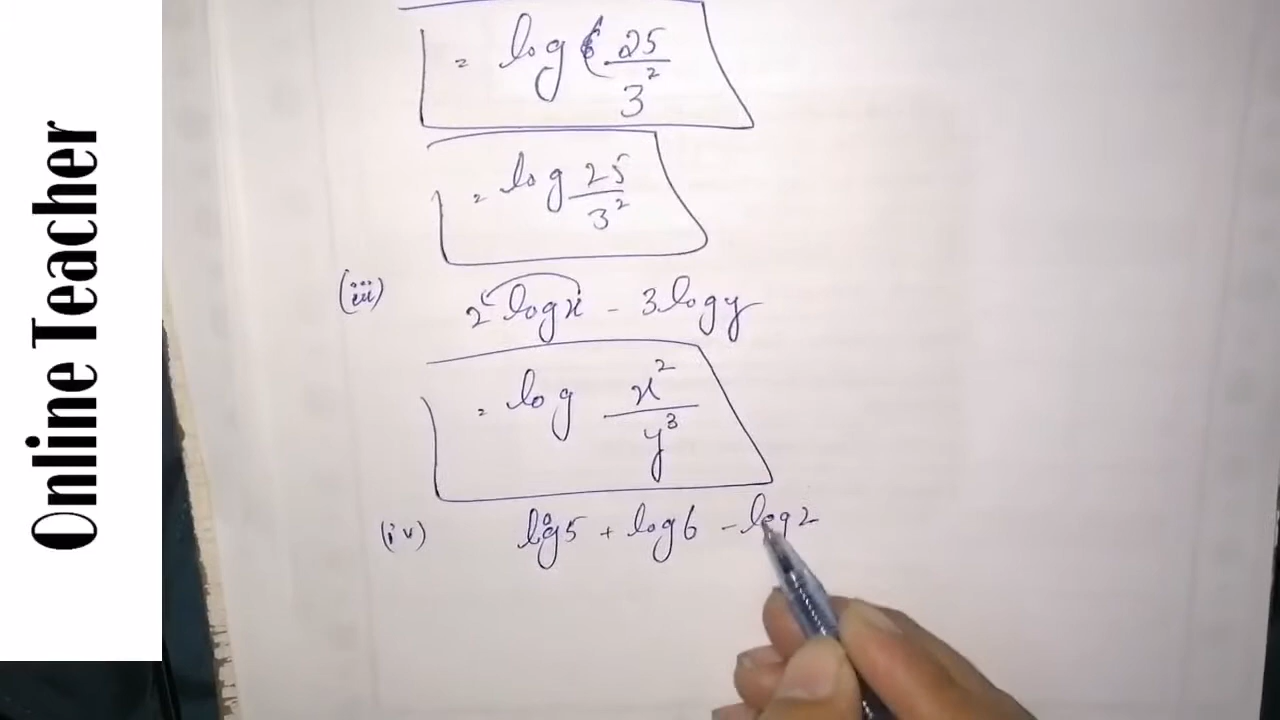 Online Teacher
= log ( 25/3²
= log 25/3²
(iii) 2 log x - 3 log y
= log x²/y³
(iv) log 5 + log 6 - log 2